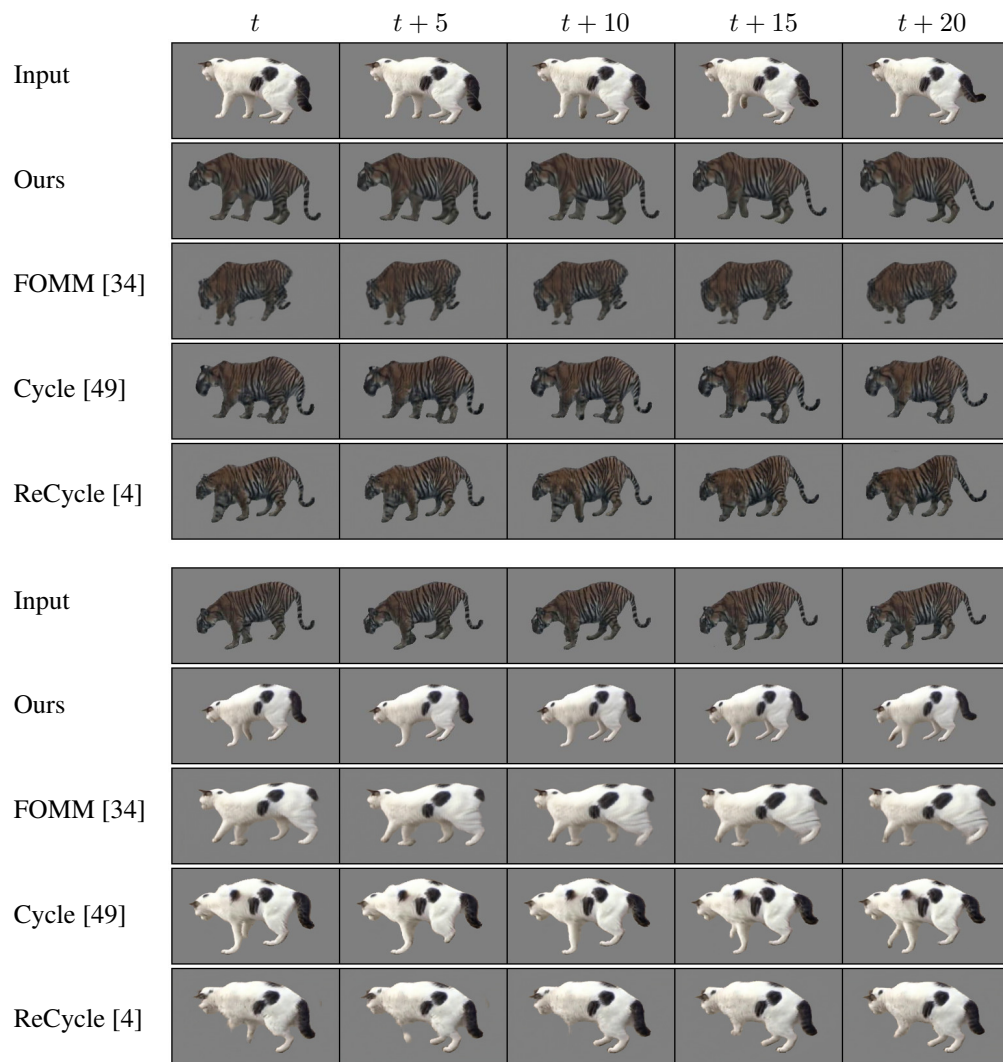 t t + 5 t + 10 t + 15 t + 20
Input
Ours
FOMM [34]
Cycle [49]
ReCycle [4]
Input
Ours
FOMM [34]
Cycle [49]
ReCycle [4]